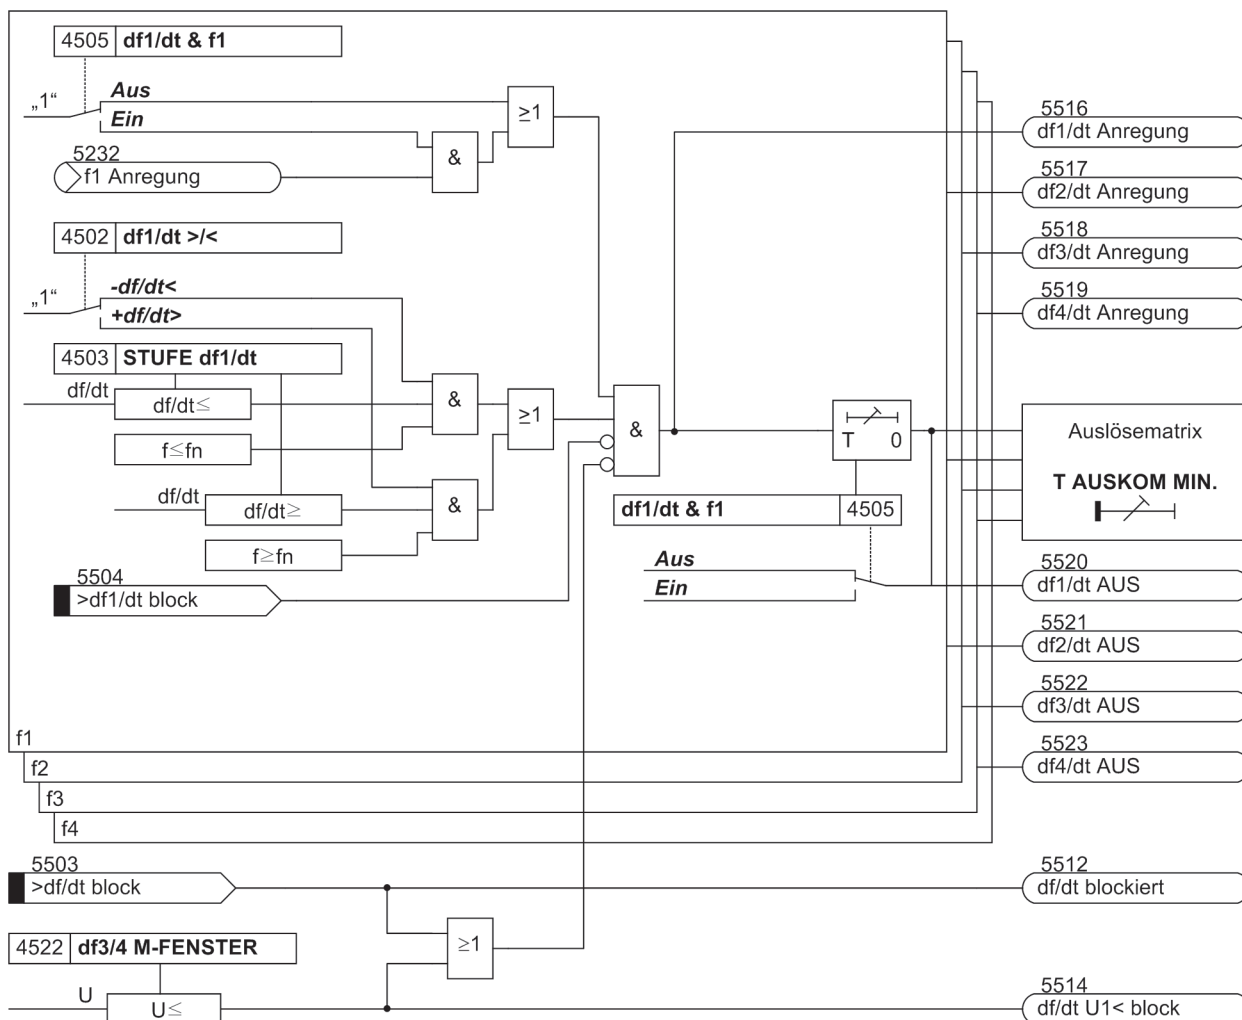 4505 df1/dt & f1
„1“
Aus
Ein
5232
f1 Anregung
≥1
&
4502 df1/dt >/<
„1“
-df/dt<
+df/dt>
4503 STUFE df1/dt
df/dt
df/dt≤
f≤fn
df/dt
df/dt≥
f≥fn
&
&
≥1
&
5504
>df1/dt block
T 0
df1/dt & f1 4505
Aus
Ein
f1
f2
f3
f4
5516
df1/dt Anregung
5517
df2/dt Anregung
5518
df3/dt Anregung
5519
df4/dt Anregung
Auslösematrix
T AUSKOM MIN.
5520
df1/dt AUS
5521
df2/dt AUS
5522
df3/dt AUS
5523
df4/dt AUS
5503
>df/dt block
≥1
5512
df/dt blockiert
4522 df3/4 M-FENSTER
U
U≤
5514
df/dt U1< block